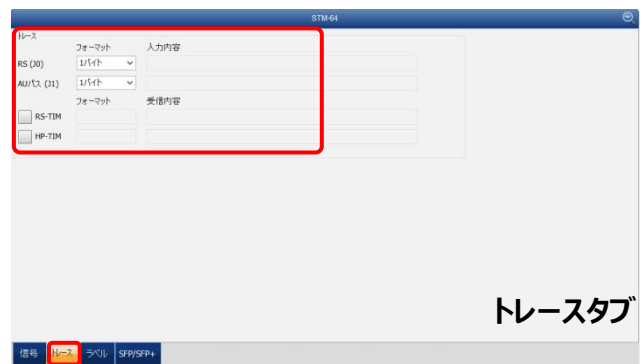 STM-64
トレース
フォーマット 入力内容
RS (J0) 1バイト
AUパス (J1) 1バイト
フォーマット 受信内容
RS-TIM
HP-TIM
トレースタブ
信号 トレース ラベル SFP/SFP+